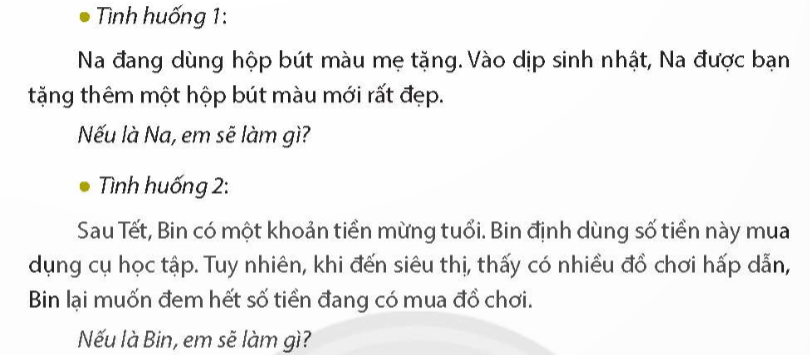 ● Tình huống 1:
Na đang dùng hộp bút màu mẹ tặng. Vào dịp sinh nhật, Na được bạn
tặng thêm một hộp bút màu mới rất đẹp.
Nếu là Na, em sẽ làm gì?
● Tình huống 2:
Sau Tết, Bin có một khoản tiền mừng tuổi. Bin định dùng số tiền này mua
dụng cụ học tập. Tuy nhiên, khi đến siêu thị, thấy có nhiều đồ chơi hấp dẫn,
Bin lại muốn đem hết số tiền đang có mua đồ chơi.
Nếu là Bin, em sẽ làm gì?